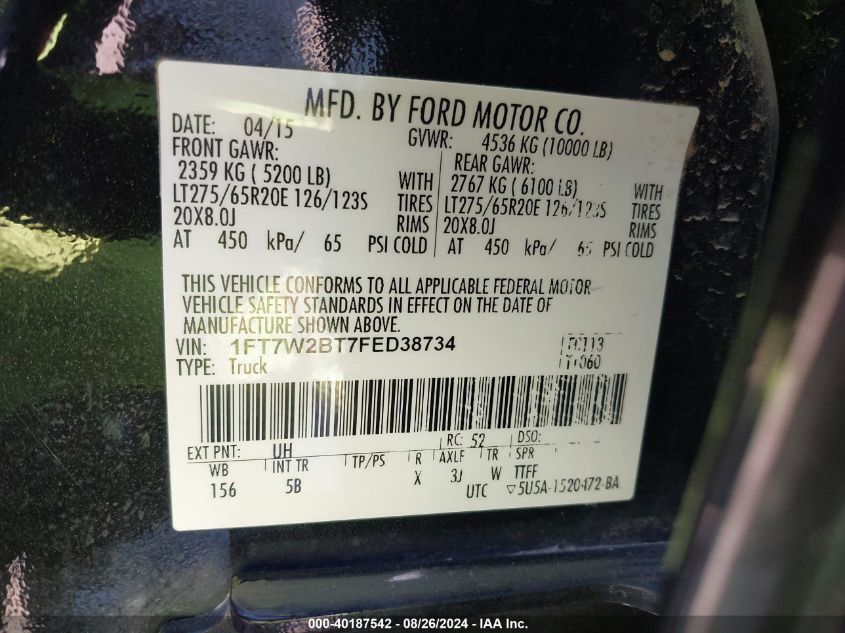 MFD. BY FORD MOTOR CO.
DATE: 04/15 GVWR: 4536 KG (10000 LB)
FRONT GAWR: REAR GAWR:
2359 KG ( 5200 LB) WITH 2767 KG ( 6100 LB) WITH
LT275/65R20E 126/123S TIRES LT275/65R20E 126/123S TIRES
20X8.0J RIMS 20X8.0J RIMS
AT 450 kPa/ 65 PSI COLD AT 450 kPa/ 65 PSI COLD
THIS VEHICLE CONFORMS TO ALL APPLICABLE FEDERAL MOTOR
VEHICLE SAFETY STANDARDS IN EFFECT ON THE DATE OF
MANUFACTURE SHOWN ABOVE.
VIN: 1FT7W2BT7FED38734
TYPE: Truck
EXT PNT: UH RC: 52 DSO:
WB INT TR TP/PS R AXLE TR SPR
156 5B X 3J W TTFF
UTC ▽5U5A-1520472-BA
000-40187542 - 08/26/2024 - IAA Inc.